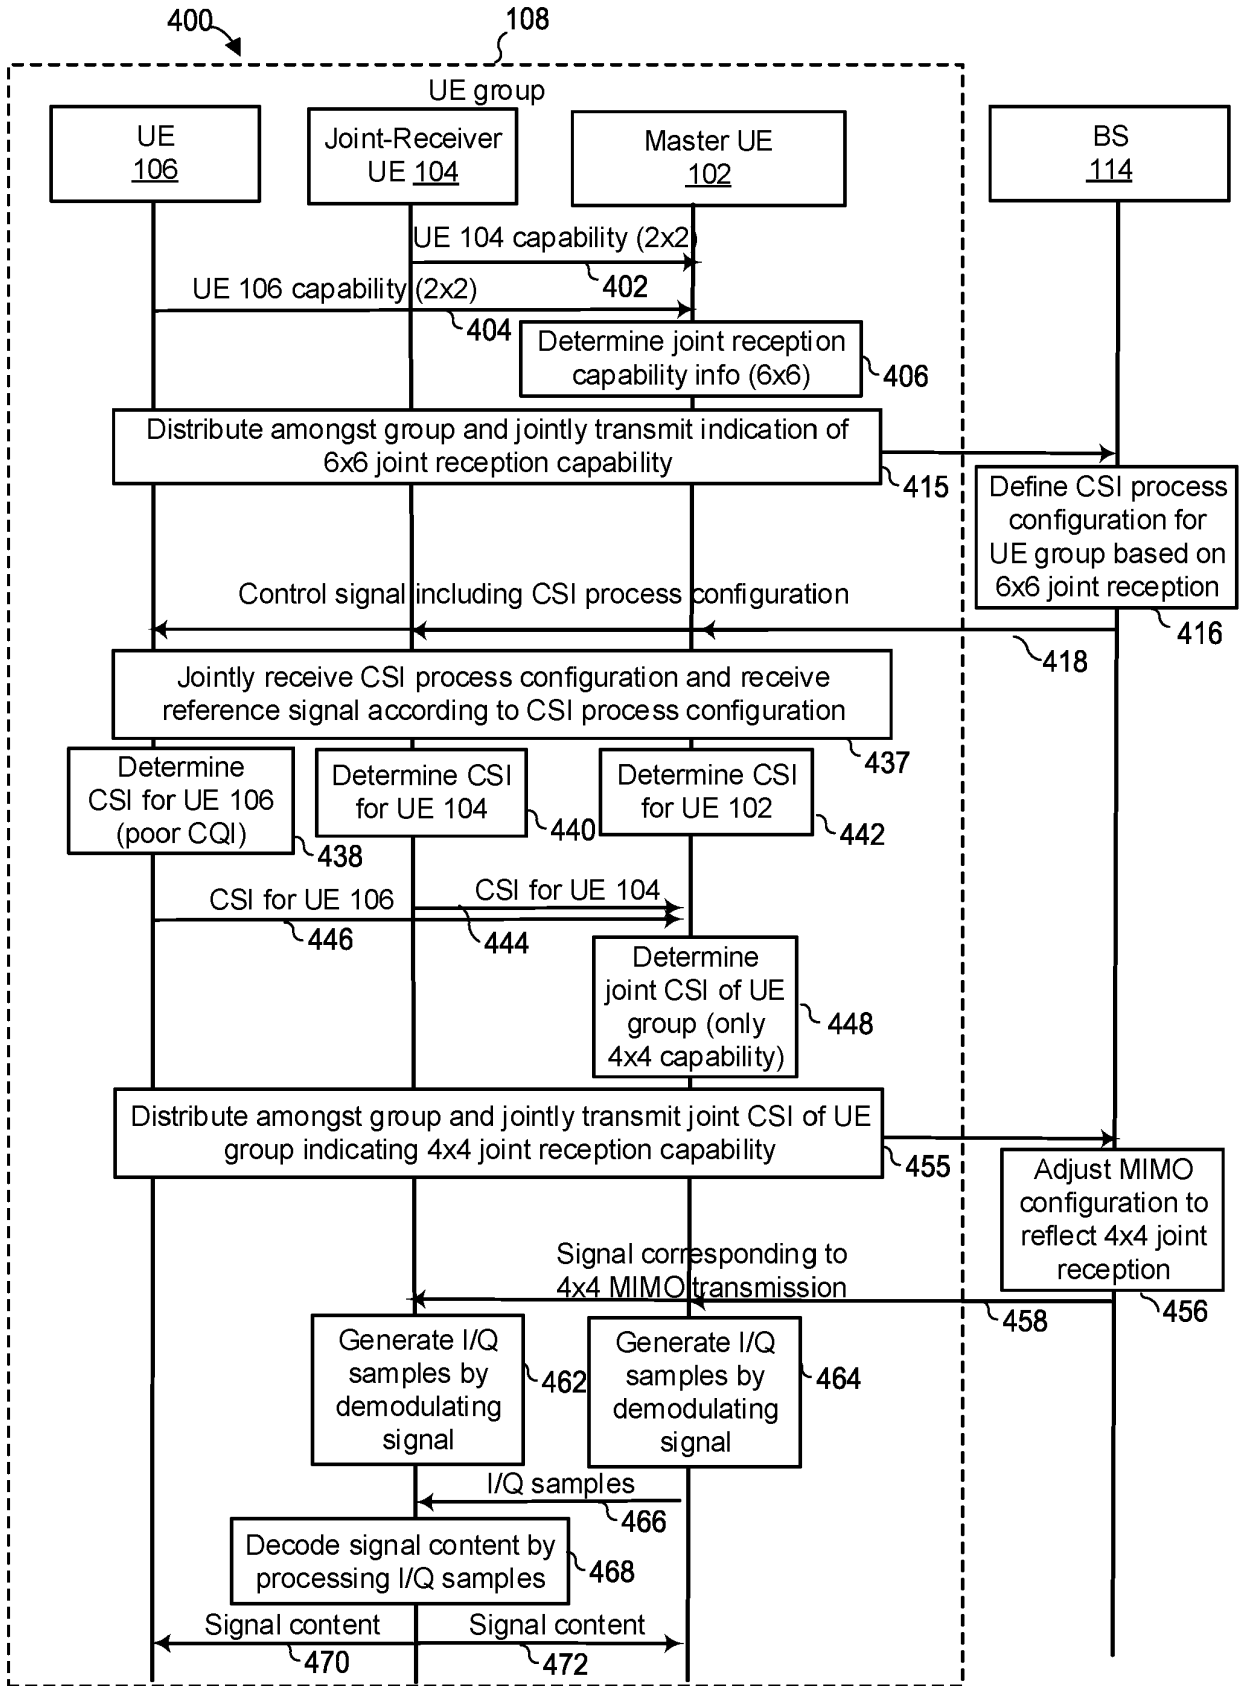 400
108
UE group
UE
106
Joint-Receiver
UE 104
Master UE
102
BS
114
UE 104 capability (2x2)
402
UE 106 capability (2x2)
404
Determine joint reception
capability info (6x6)
406
Distribute amongst group and jointly transmit indication of
6x6 joint reception capability
415
Define CSI process
configuration for
UE group based on
6x6 joint reception
416
Control signal including CSI process configuration
418
Jointly receive CSI process configuration and receive
reference signal according to CSI process configuration
437
Determine
CSI for UE 106
(poor CQI)
438
Determine CSI
for UE 104
440
Determine CSI
for UE 102
442
CSI for UE 106
446
CSI for UE 104
444
Determine
joint CSI of UE
group (only
4x4 capability)
448
Distribute amongst group and jointly transmit joint CSI of UE
group indicating 4x4 joint reception capability
455
Adjust MIMO
configuration to
reflect 4x4 joint
reception
456
Signal corresponding to
4x4 MIMO transmission
458
Generate I/Q
samples by
demodulating
signal
462
Generate I/Q
samples by
demodulating
signal
464
I/Q samples
466
Decode signal content by
processing I/Q samples
468
Signal content
470
Signal content
472